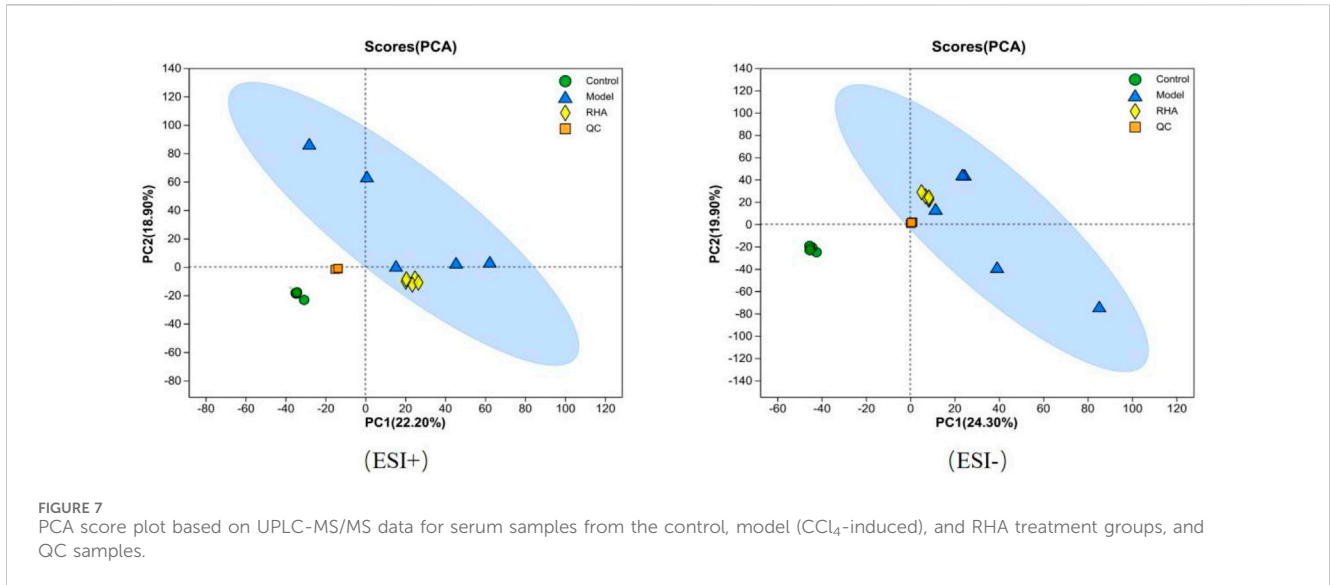 Scores(PCA)
140
120
100
80
60
40
20
0
-20
-40
-60
-80
PC2(18.90%)
Control
Model
RHA
QC
-80 -60 -40 -20 0 20 40 60 80 100 120
PC1(22.20%)
(ESI+)
Scores(PCA)
140
120
100
80
60
40
20
0
-20
-40
-60
-80
-100
-120
-140
PC2(19.90%)
Control
Model
RHA
QC
-60 -40 -20 0 20 40 60 80 100 120
PC1(24.30%)
(ESI-)
FIGURE 7
PCA score plot based on UPLC-MS/MS data for serum samples from the control, model (CCl₄-induced), and RHA treatment groups, and
QC samples.